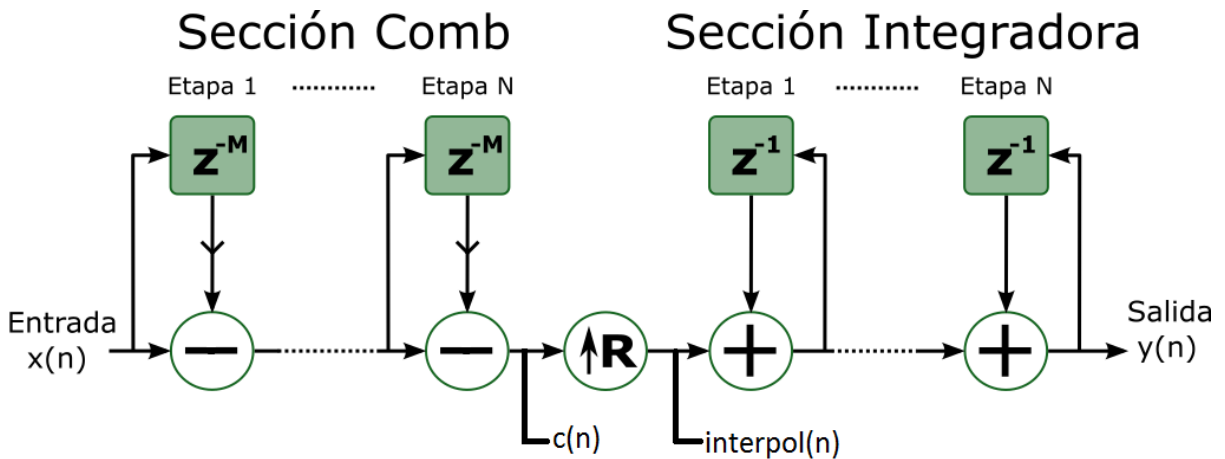 Sección Comb
Sección Integradora
Etapa 1 ............ Etapa N
Etapa 1 ............ Etapa N
z⁻ᴹ
z⁻ᴹ
z⁻¹
z⁻¹
Entrada
x(n)
−
−
↑R
+
+
Salida
y(n)
c(n)
interpol(n)